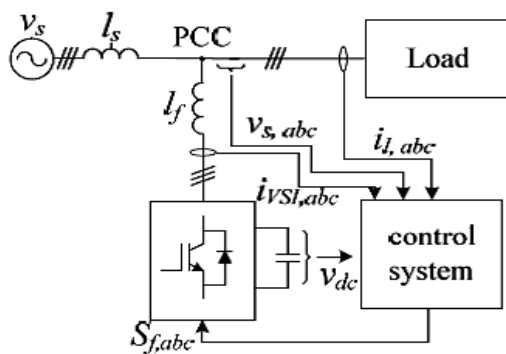 v_s
l_s
PCC
Load
l_f
v_s, abc
i_l, abc
i_VSI,abc
control
system
v_dc
S_f,abc